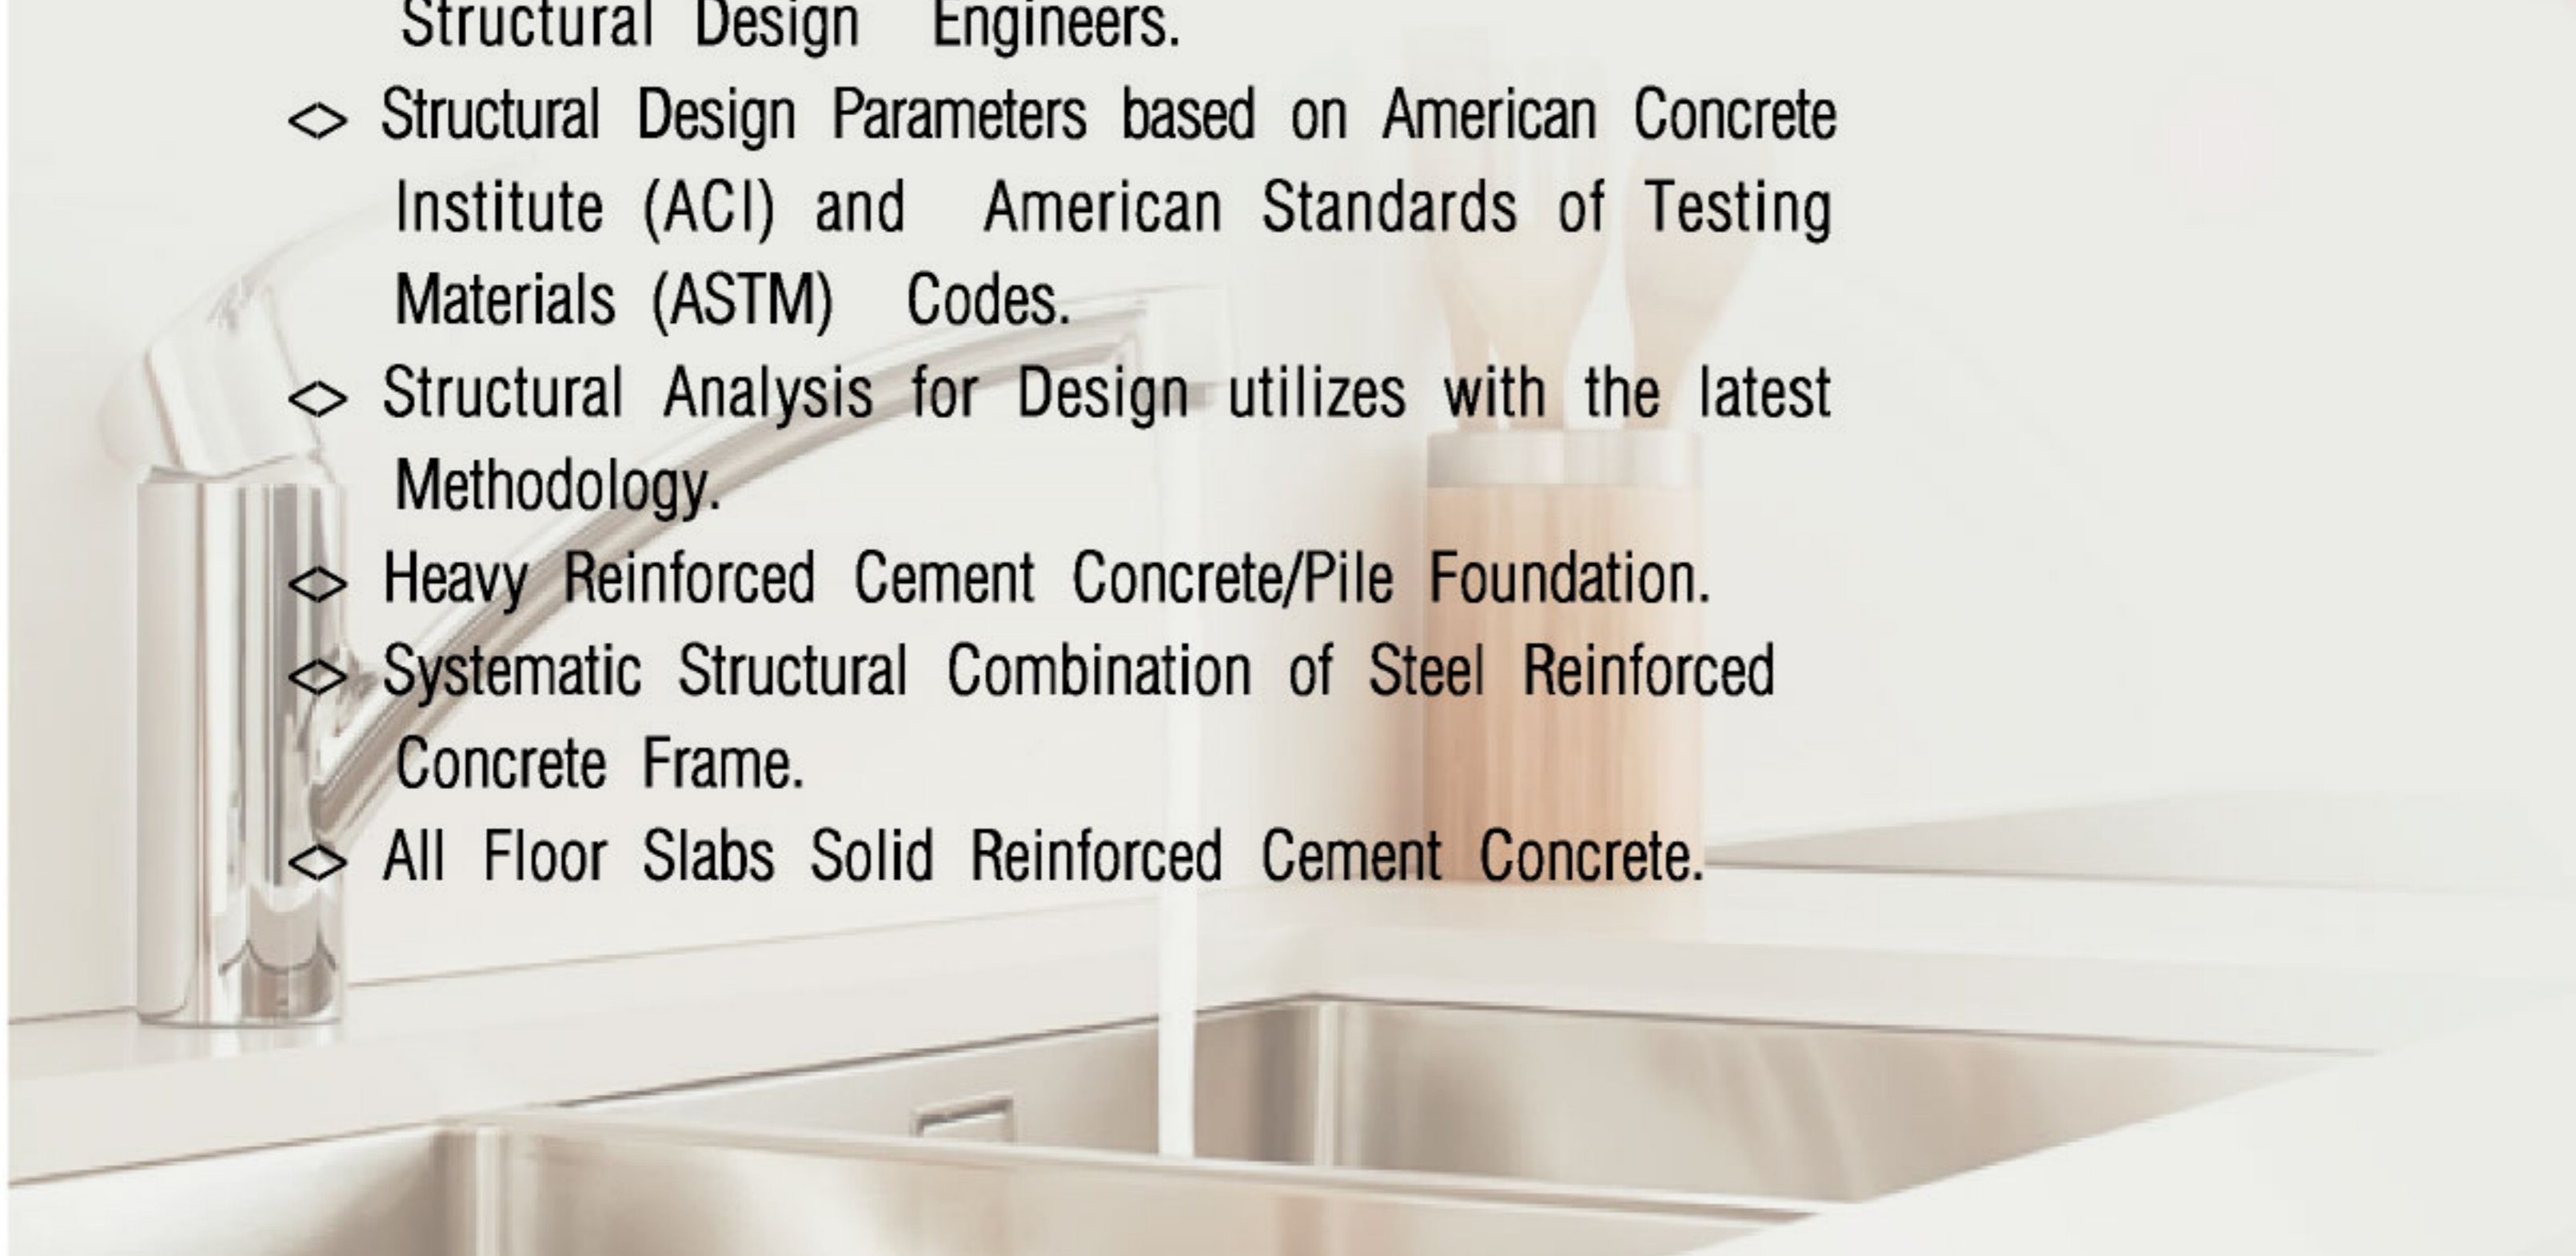 Structural Design Engineers.
<> Structural Design Parameters based on American Concrete
Institute (ACI) and American Standards of Testing
Materials (ASTM) Codes.
<> Structural Analysis for Design utilizes with the latest
Methodology.
<> Heavy Reinforced Cement Concrete/Pile Foundation.
<> Systematic Structural Combination of Steel Reinforced
Concrete Frame.
<> All Floor Slabs Solid Reinforced Cement Concrete.